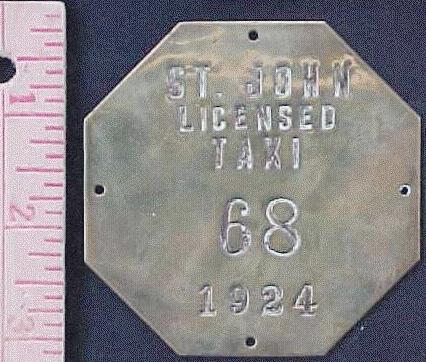 ST. JOHN
LICENSED
TAXI
68
1924
1
2
3